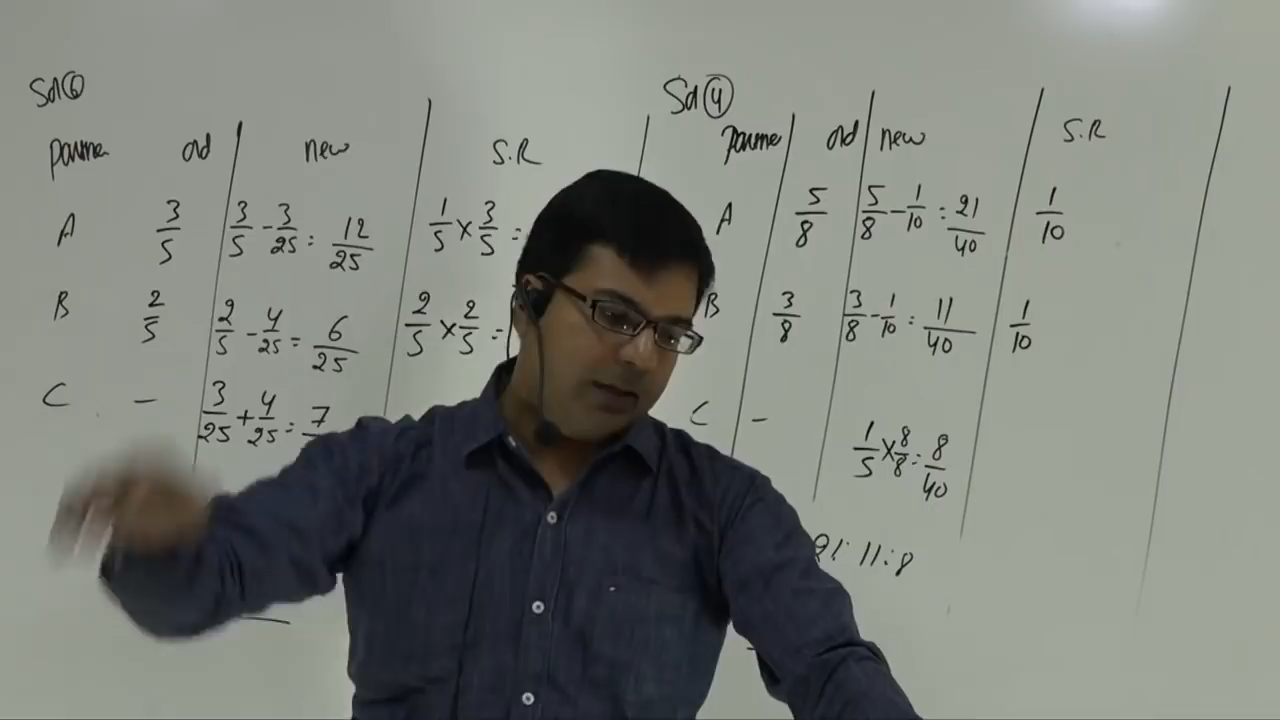 Sol ⑥
Partner old new S.R
A 3/5 3/5 - 3/25 = 12/25 1/5 × 3/5 =
B 2/5 2/5 - 4/25 = 6/25 2/5 × 2/5 =
C - 3/25 + 4/25 = 7
Sol ④
Partner old new S.R
A 5/8 5/8 - 1/10 = 21/40 1/10
B 3/8 3/8 - 1/10 = 11/40 1/10
C - 1/5 × 8/8 = 8/40
21 : 11 : 8